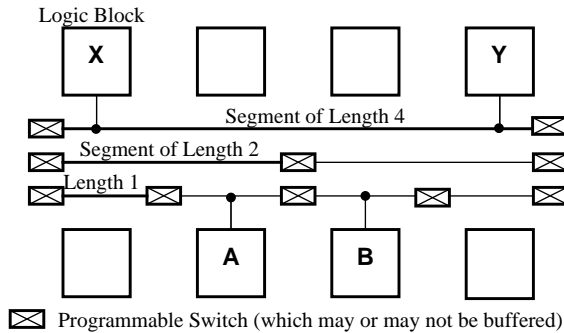 Logic Block
X
Y
Segment of Length 4
Segment of Length 2
Length 1
A
B
Programmable Switch (which may or may not be buffered)